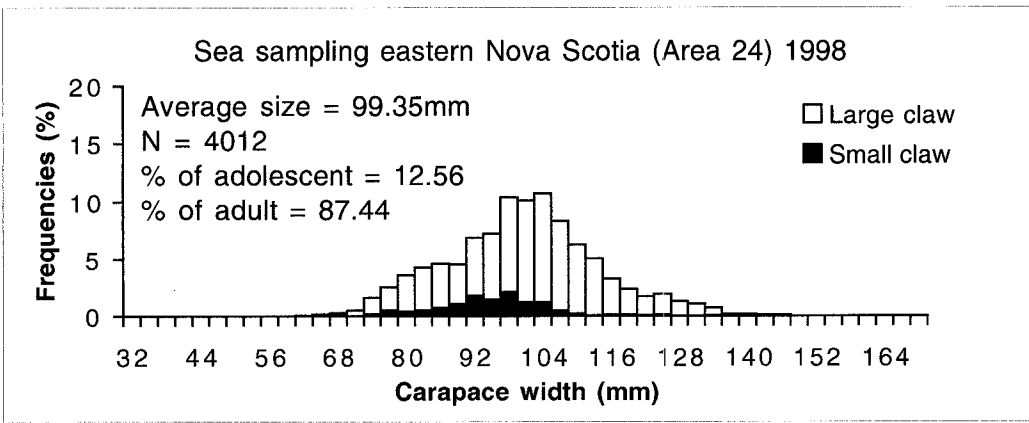 Sea sampling eastern Nova Scotia (Area 24) 1998
20
15
10
5
0
Frequencies (%)
Average size = 99.35mm
N = 4012
% of adolescent = 12.56
% of adult = 87.44
Large claw
Small claw
32 44 56 68 80 92 104 116 128 140 152 164
Carapace width (mm)